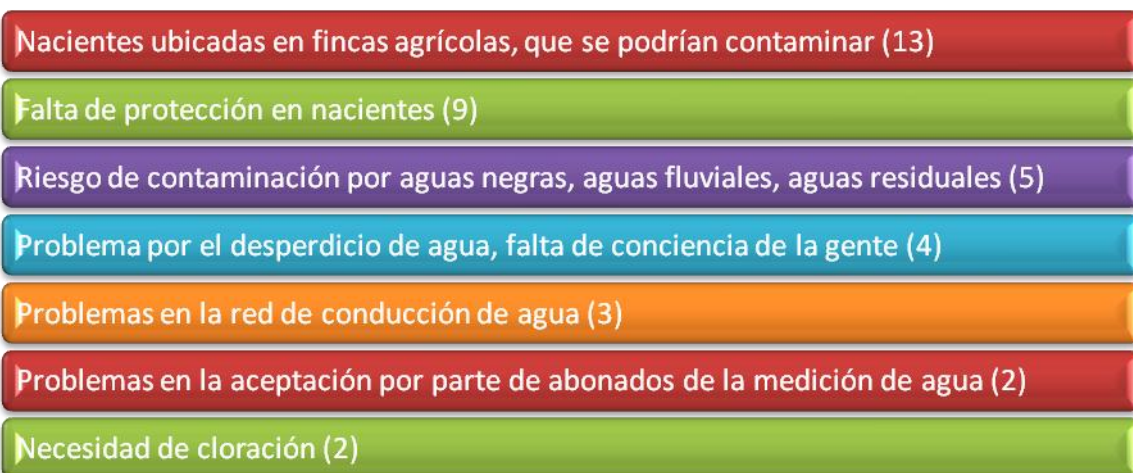 Nacientes ubicadas en fincas agrícolas, que se podrían contaminar (13)
Falta de protección en nacientes (9)
Riesgo de contaminación por aguas negras, aguas fluviales, aguas residuales (5)
Problema por el desperdicio de agua, falta de conciencia de la gente (4)
Problemas en la red de conducción de agua (3)
Problemas en la aceptación por parte de abonados de la medición de agua (2)
Necesidad de cloración (2)